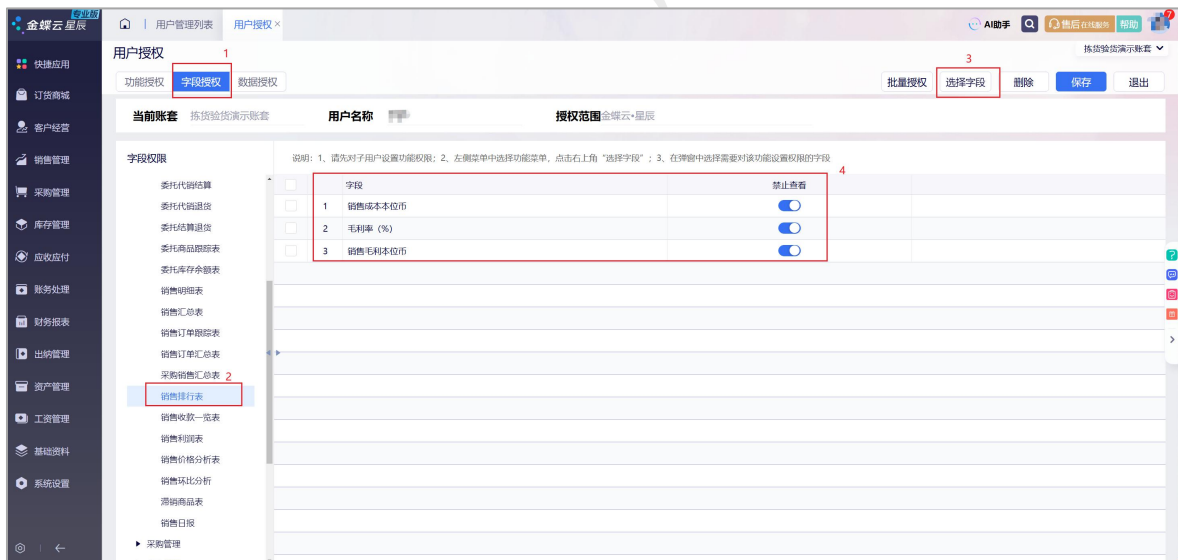 金蝶云星辰
专业版
用户管理列表
用户授权 ×
AI助手
售后在线服务
帮助
7
用户授权
拣货验货演示账套
1
3
功能授权
字段授权
数据授权
批量授权
选择字段
删除
保存
退出
当前账套 拣货验货演示账套
用户名称
授权范围 金蝶云•星辰
快捷应用
订货商城
客户经营
销售管理
采购管理
库存管理
应收应付
账务处理
财务报表
出纳管理
资产管理
工资管理
基础资料
系统设置
字段权限
说明：1、请先对子用户设置功能权限；2、左侧菜单中选择功能菜单，点击右上角“选择字段”；3、在弹窗中选择需要对该功能设置权限的字段
4
委托代销结算
委托代销退货
委托结算退货
委托商品跟踪表
委托库存余额表
销售明细表
销售汇总表
销售订单跟踪表
销售订单汇总表
采购销售汇总表
2
销售排行表
销售收款一览表
销售利润表
销售价格分析表
销售环比分析
滞销商品表
销售日报
采购管理
字段
禁止查看
1 销售成本本位币
2 毛利率（%）
3 销售毛利本位币